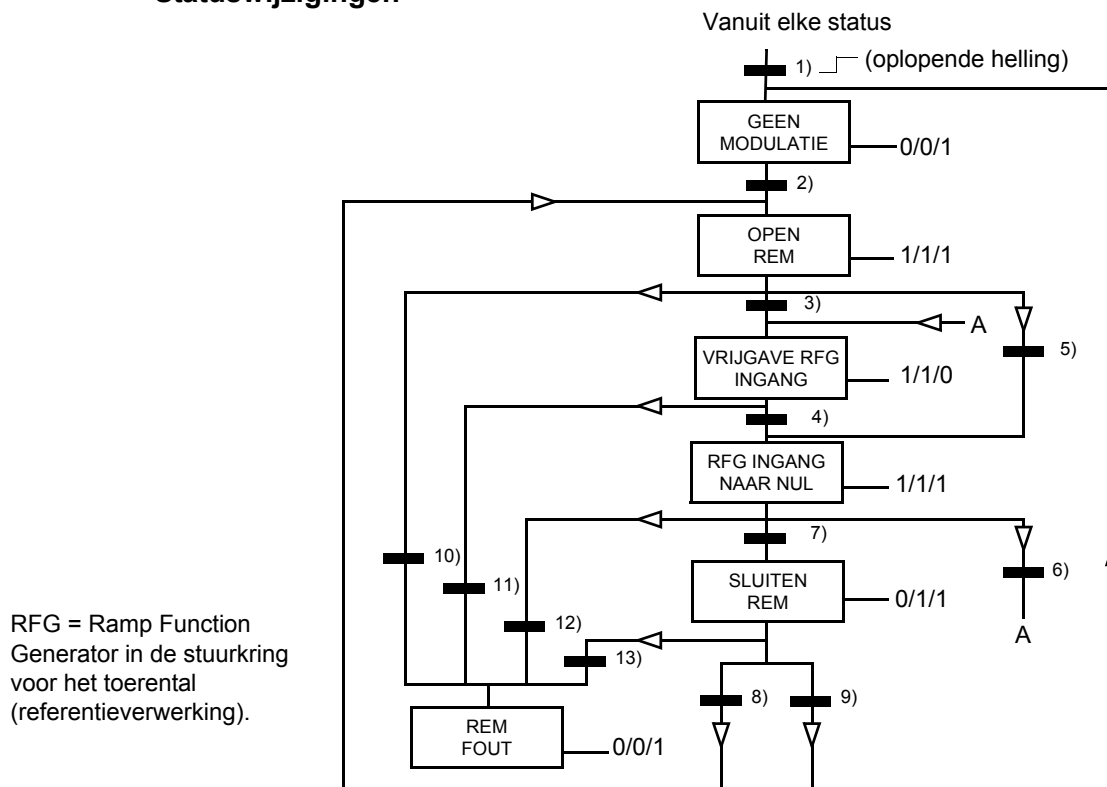 Statuswijzigingen
Vanuit elke status
1)
(oplopende helling)
GEEN
MODULATIE
0/0/1
2)
OPEN
REM
1/1/1
3)
A
5)
VRIJGAVE RFG
INGANG
1/1/0
4)
RFG INGANG
NAAR NUL
1/1/1
7)
10)
11)
6)
SLUITEN
REM
0/1/1
12)
A
13)
RFG = Ramp Function
Generator in de stuurkring
voor het toerental
(referentieverwerking).
8)
9)
REM
FOUT
0/0/1